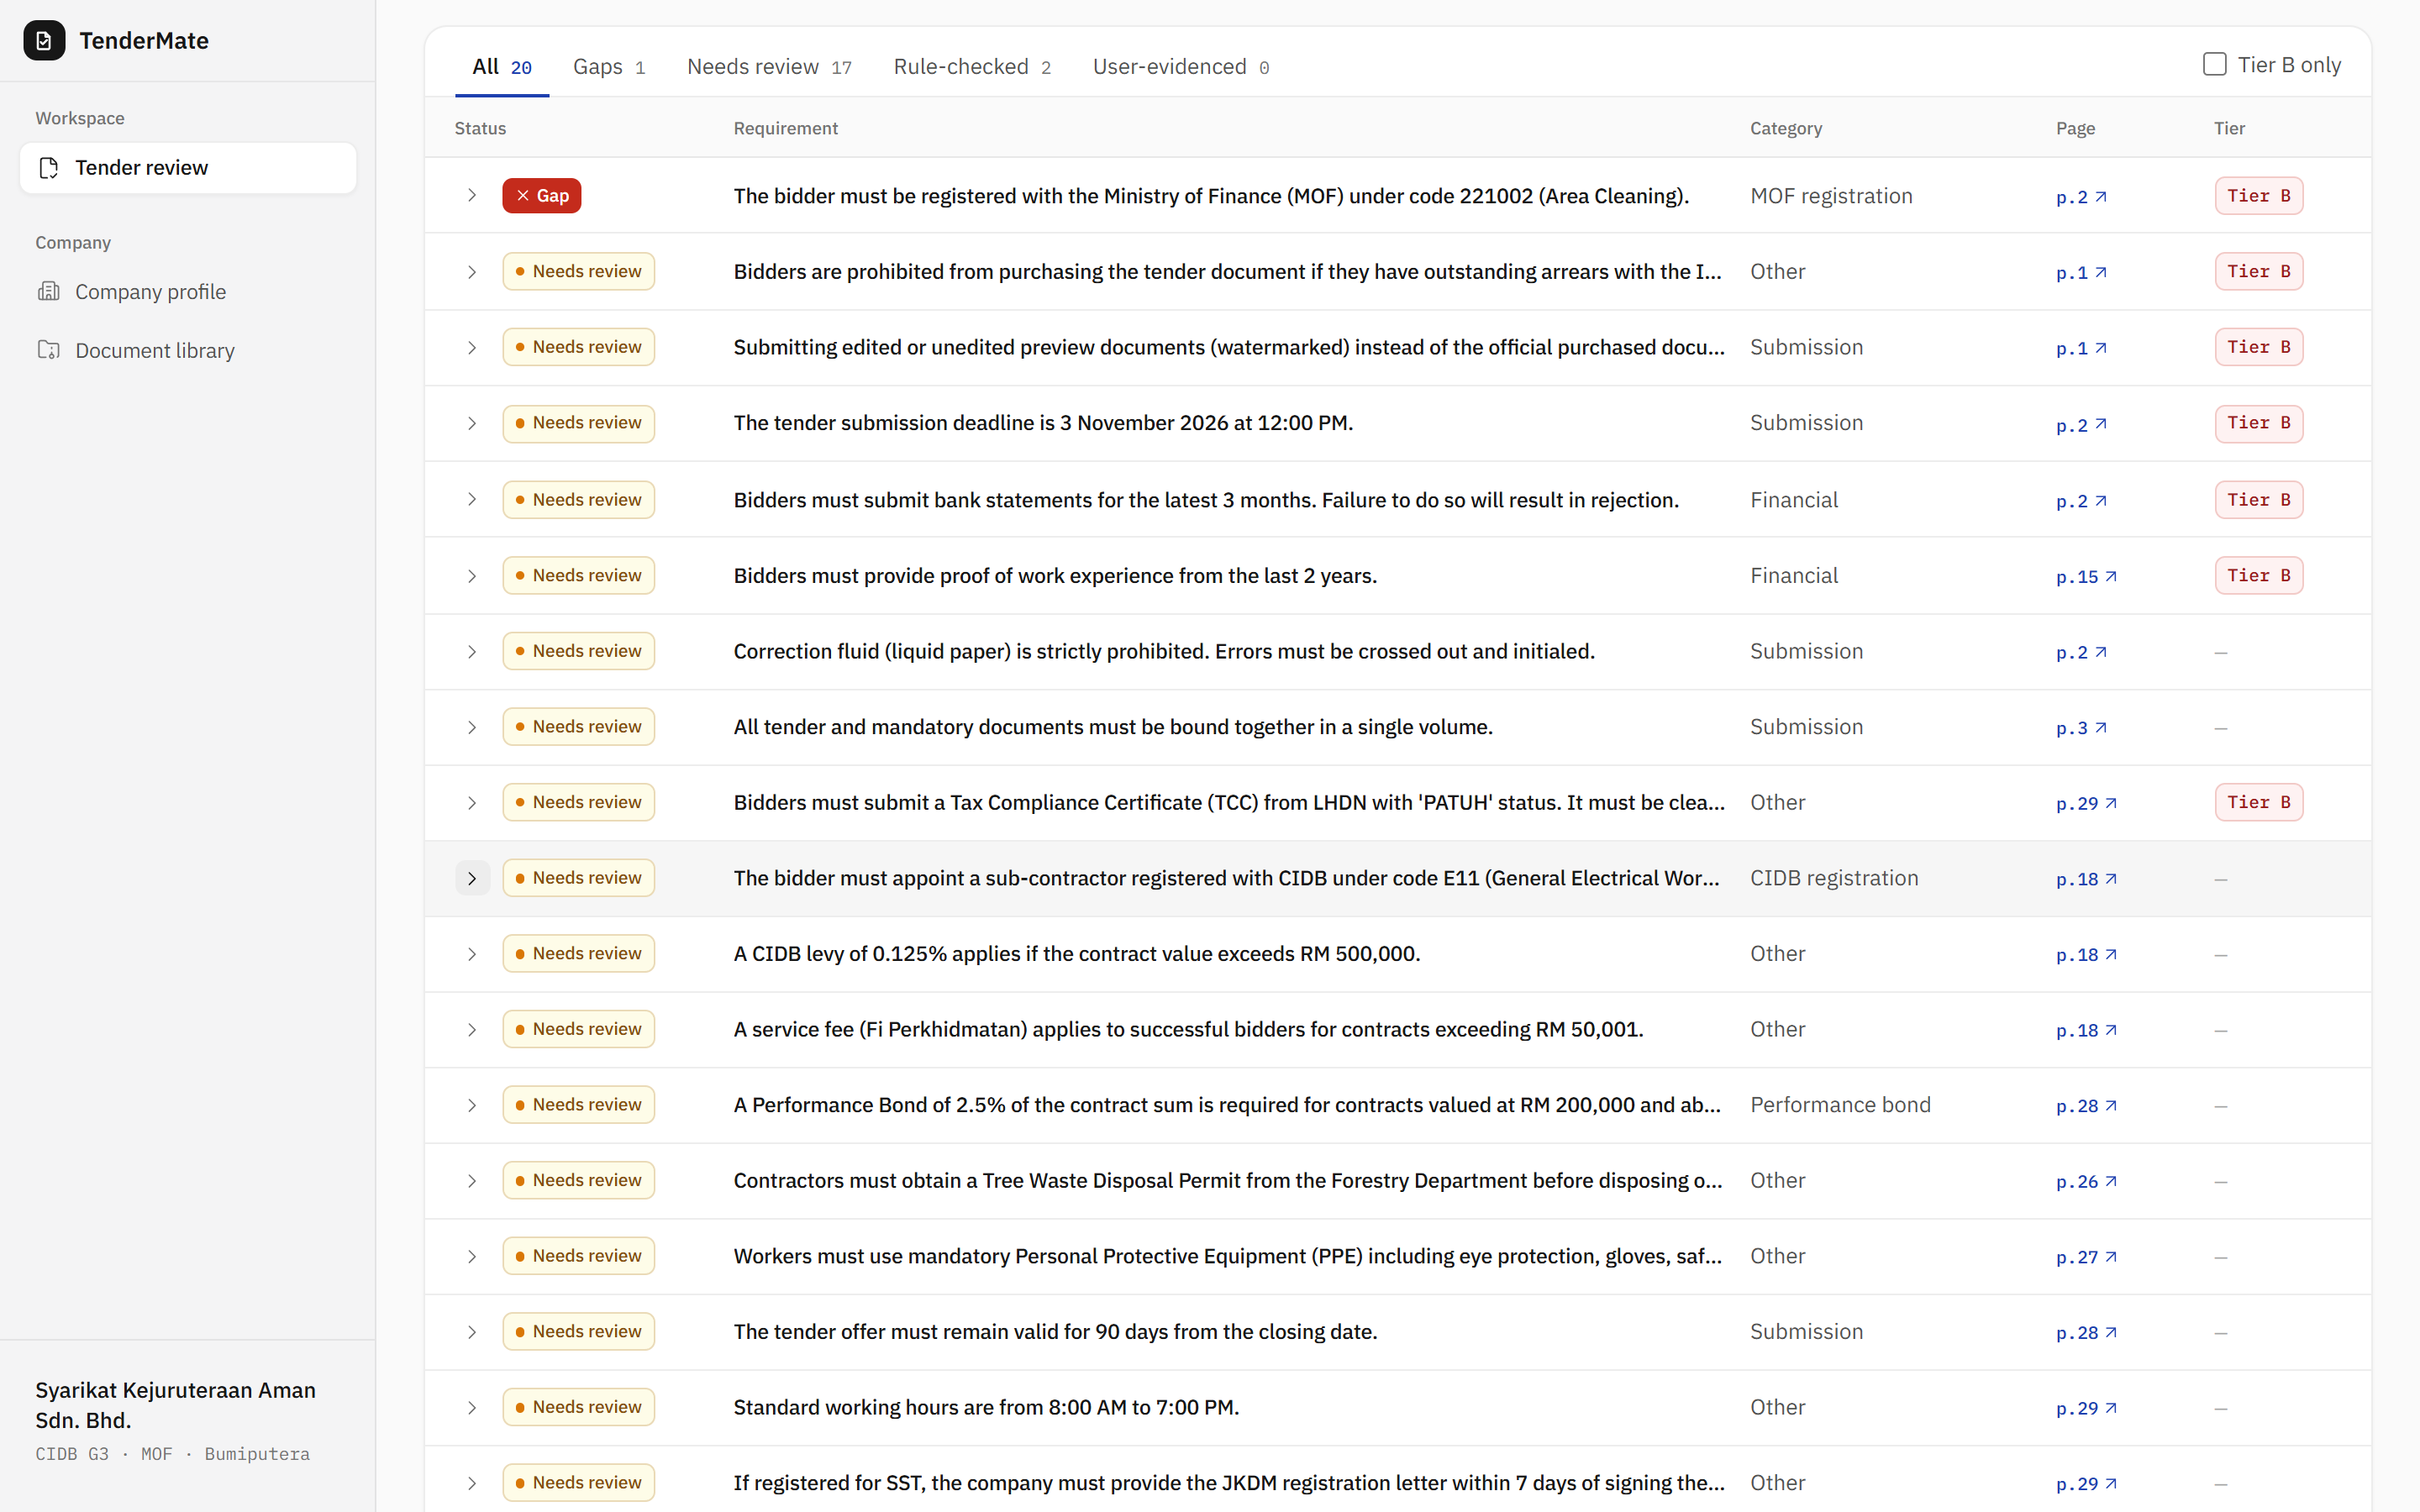 TenderMate
Workspace
Tender review
Company
Company profile
Document library
Syarikat Kejuruteraan Aman
Sdn. Bhd.
CIDB G3 · MOF · Bumiputera
All 20 Gaps 1 Needs review 17 Rule-checked 2 User-evidenced 0 Tier B only
Status Requirement Category Page Tier
Gap The bidder must be registered with the Ministry of Finance (MOF) under code 221002 (Area Cleaning). MOF registration p.2 Tier B
Needs review Bidders are prohibited from purchasing the tender document if they have outstanding arrears with the I... Other p.1 Tier B
Needs review Submitting edited or unedited preview documents (watermarked) instead of the official purchased docu... Submission p.1 Tier B
Needs review The tender submission deadline is 3 November 2026 at 12:00 PM. Submission p.2 Tier B
Needs review Bidders must submit bank statements for the latest 3 months. Failure to do so will result in rejection. Financial p.2 Tier B
Needs review Bidders must provide proof of work experience from the last 2 years. Financial p.15 Tier B
Needs review Correction fluid (liquid paper) is strictly prohibited. Errors must be crossed out and initialed. Submission p.2 —
Needs review All tender and mandatory documents must be bound together in a single volume. Submission p.3 —
Needs review Bidders must submit a Tax Compliance Certificate (TCC) from LHDN with 'PATUH' status. It must be clea... Other p.29 Tier B
Needs review The bidder must appoint a sub-contractor registered with CIDB under code E11 (General Electrical Wor... CIDB registration p.18 —
Needs review A CIDB levy of 0.125% applies if the contract value exceeds RM 500,000. Other p.18 —
Needs review A service fee (Fi Perkhidmatan) applies to successful bidders for contracts exceeding RM 50,001. Other p.18 —
Needs review A Performance Bond of 2.5% of the contract sum is required for contracts valued at RM 200,000 and ab... Performance bond p.28 —
Needs review Contractors must obtain a Tree Waste Disposal Permit from the Forestry Department before disposing o... Other p.26 —
Needs review Workers must use mandatory Personal Protective Equipment (PPE) including eye protection, gloves, saf... Other p.27 —
Needs review The tender offer must remain valid for 90 days from the closing date. Submission p.28 —
Needs review Standard working hours are from 8:00 AM to 7:00 PM. Other p.29 —
Needs review If registered for SST, the company must provide the JKDM registration letter within 7 days of signing the... Other p.29 —